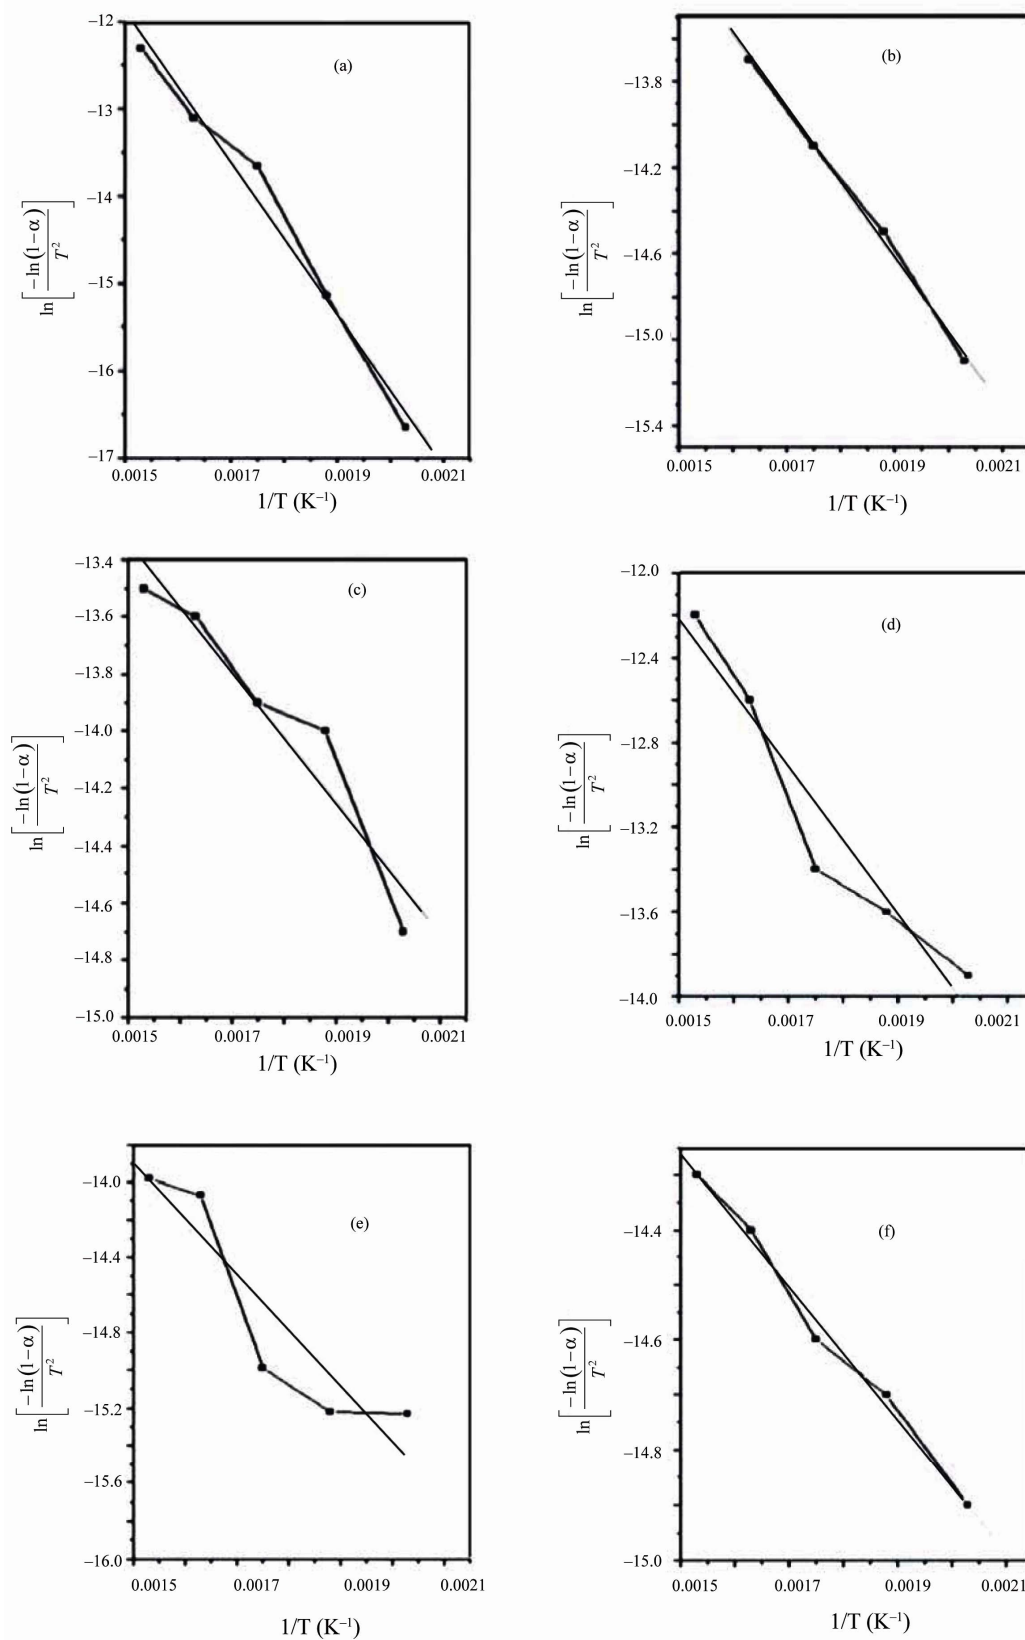 (a)
−12
−13
−14
−15
−16
−17
ln[−ln(1−α)/T²]
0.0015 0.0017 0.0019 0.0021
1/T (K⁻¹)
(b)
−13.8
−14.2
−14.6
−15.0
−15.4
ln[−ln(1−α)/T²]
0.0015 0.0017 0.0019 0.0021
1/T (K⁻¹)
(c)
−13.4
−13.6
−13.8
−14.0
−14.2
−14.4
−14.6
−14.8
−15.0
ln[−ln(1−α)/T²]
0.0015 0.0017 0.0019 0.0021
1/T (K⁻¹)
(d)
−12.0
−12.4
−12.8
−13.2
−13.6
−14.0
ln[−ln(1−α)/T²]
0.0015 0.0017 0.0019 0.0021
1/T (K⁻¹)
(e)
−14.0
−14.4
−14.8
−15.2
−15.6
−16.0
ln[−ln(1−α)/T²]
0.0015 0.0017 0.0019 0.0021
1/T (K⁻¹)
(f)
−14.4
−14.6
−14.8
−15.0
ln[−ln(1−α)/T²]
0.0015 0.0017 0.0019 0.0021
1/T (K⁻¹)